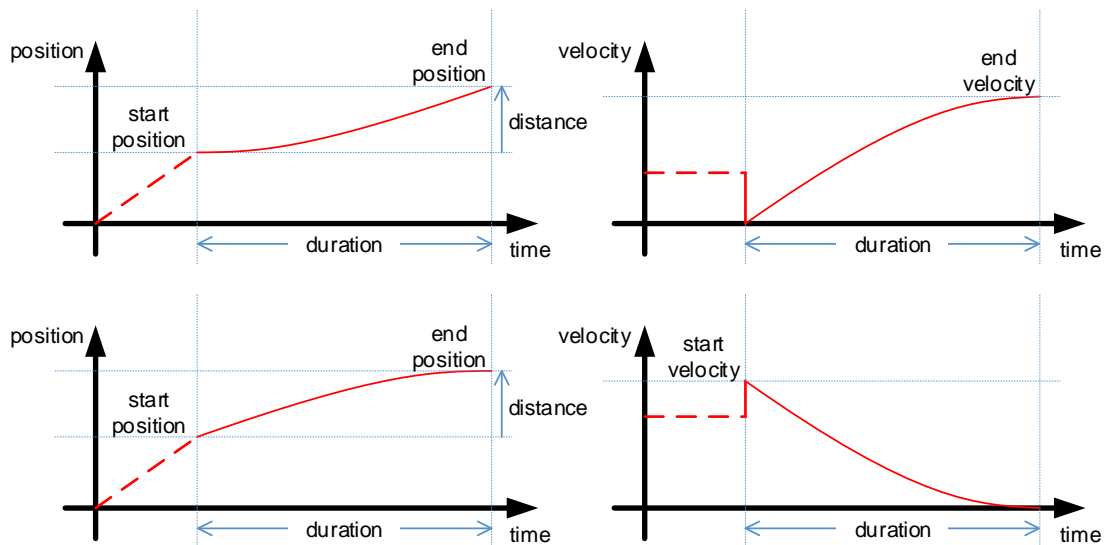 position
end
position
start
position
distance
duration
time
velocity
end
velocity
duration
time
position
end
position
start
position
distance
duration
time
velocity
start
velocity
duration
time